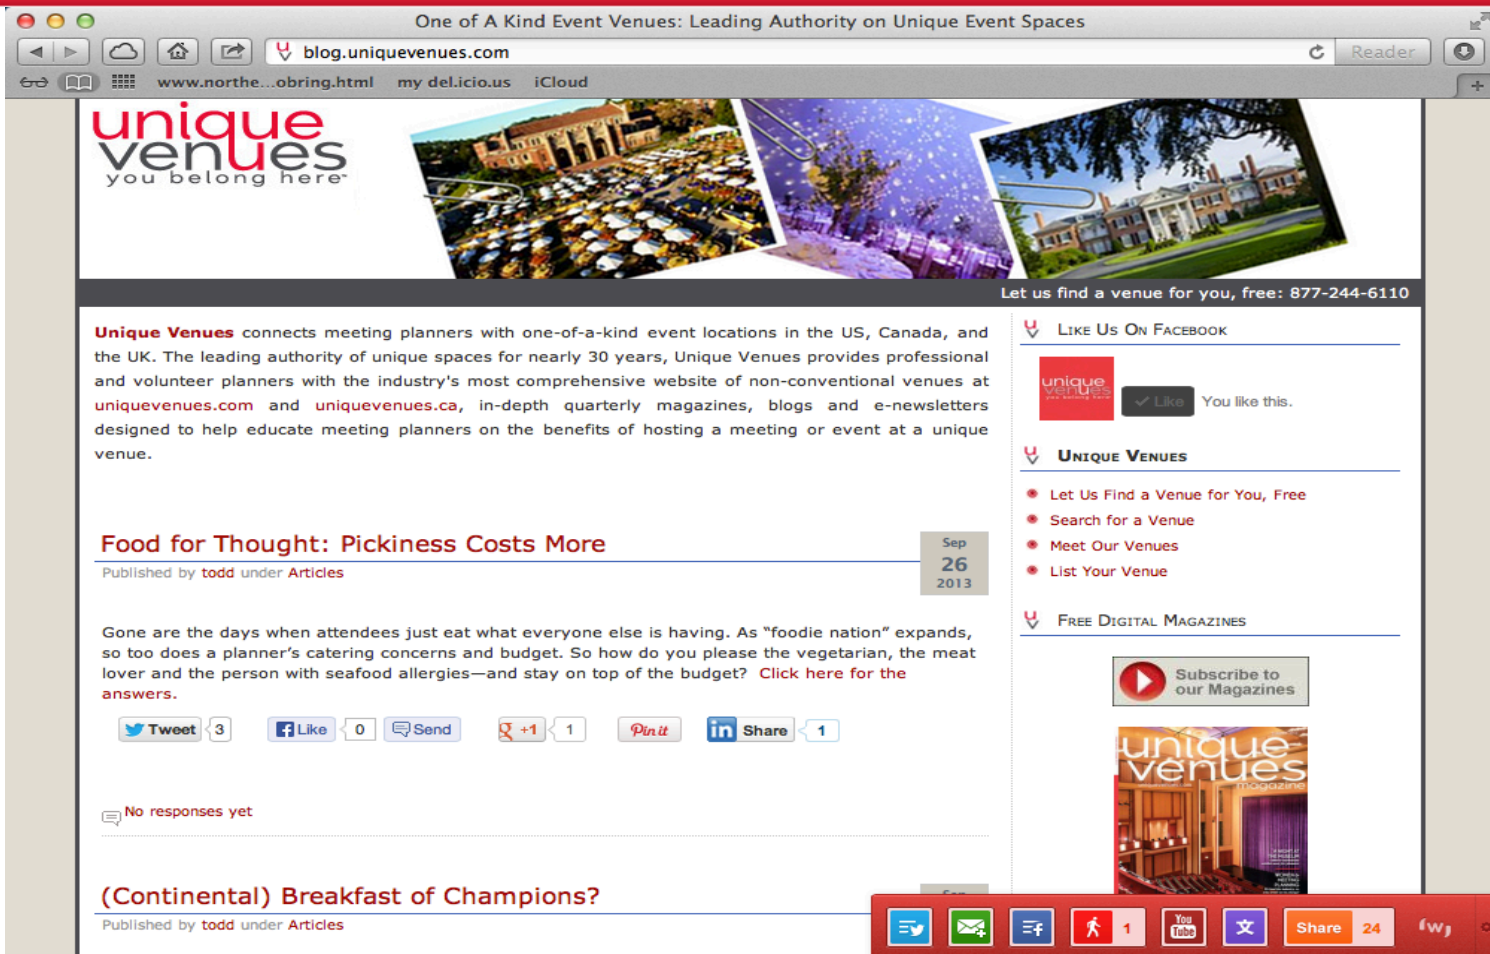 One of A Kind Event Venues: Leading Authority on Unique Event Spaces
blog.uniquevenues.com
Reader
www.northe...obring.html my del.icio.us iCloud
unique
venues
you belong here
Let us find a venue for you, free: 877-244-6110
Unique Venues connects meeting planners with one-of-a-kind event locations in the US, Canada, and
the UK. The leading authority of unique spaces for nearly 30 years, Unique Venues provides professional
and volunteer planners with the industry's most comprehensive website of non-conventional venues at
uniquevenues.com and uniquevenues.ca, in-depth quarterly magazines, blogs and e-newsletters
designed to help educate meeting planners on the benefits of hosting a meeting or event at a unique
venue.
Food for Thought: Pickiness Costs More
Sep
26
2013
Published by todd under Articles
Gone are the days when attendees just eat what everyone else is having. As “foodie nation” expands,
so too does a planner’s catering concerns and budget. So how do you please the vegetarian, the meat
lover and the person with seafood allergies—and stay on top of the budget? Click here for the
answers.
Tweet 3 Like 0 Send +1 1 Pin it in Share 1
No responses yet
(Continental) Breakfast of Champions?
Published by todd under Articles
Like Us On Facebook
unique
venues
you belong here
Like You like this.
Unique Venues
Let Us Find a Venue for You, Free
Search for a Venue
Meet Our Venues
List Your Venue
Free Digital Magazines
Subscribe to
our Magazines
unique
venues
magazine
1 You Tube 文 Share 24